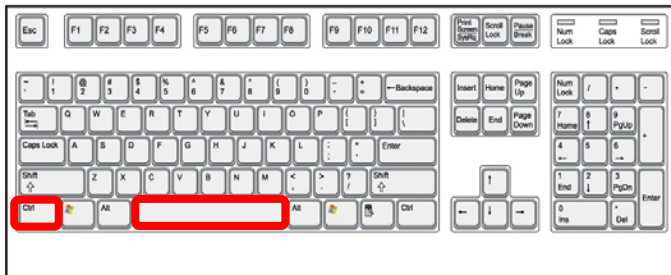 Esc F1 F2 F3 F4 F5 F6 F7 F8 F9 F10 F11 F12 Print Screen SysRq Scroll Lock Pause Break Num Lock Caps Lock Scroll Lock
~ ` ! 1 @ 2 # 3 $ 4 % 5 ^ 6 & 7 * 8 ( 9 ) 0 + = ←Backspace Insert Home Page Up Num Lock / * -
Tab Q W E R T Y U I O P { [ } ] | \ Delete End Page Down 7 Home 8 ↑ 9 PgUp +
Caps Lock A S D F G H J K L : ; Enter 4 ← 5 6 →
Shift Z X C V B N M < , > . ? / Shift ↑ 1 End 2 ↓ 3 PgDn Enter
Ctrl Alt Alt Ctrl ← ↓ → 0 Ins . Del